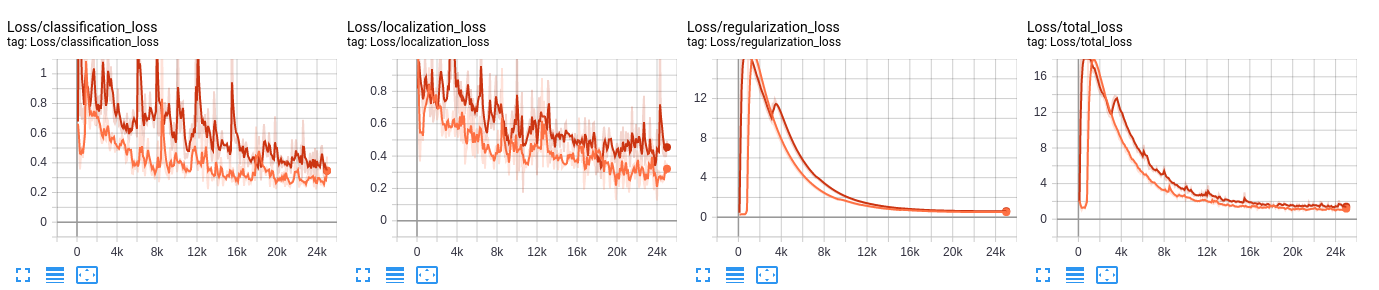 Loss/classification_loss
tag: Loss/classification_loss
1
0.8
0.6
0.4
0.2
0
0 4k 8k 12k 16k 20k 24k
Loss/localization_loss
tag: Loss/localization_loss
0.8
0.6
0.4
0.2
0
0 4k 8k 12k 16k 20k 24k
Loss/regularization_loss
tag: Loss/regularization_loss
12
8
4
0
0 4k 8k 12k 16k 20k 24k
Loss/total_loss
tag: Loss/total_loss
16
12
8
4
0
0 4k 8k 12k 16k 20k 24k